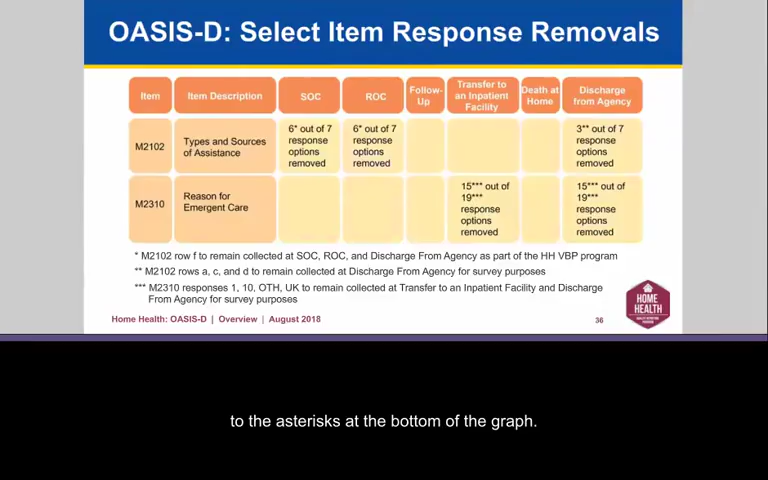 OASIS-D: Select Item Response Removals
Item
Item Description
SOC
ROC
Follow-
Up
Transfer to
an Inpatient
Facility
Death at
Home
Discharge
from Agency
M2102
Types and Sources
of Assistance
6* out of 7
response
options
removed
6* out of 7
response
options
removed
3** out of 7
response
options
removed
M2310
Reason for
Emergent Care
15*** out of
19***
response
options
removed
15*** out of
19***
response
options
removed
* M2102 row f to remain collected at SOC, ROC, and Discharge From Agency as part of the HH VBP program
** M2102 rows a, c, and d to remain collected at Discharge From Agency for survey purposes
*** M2310 responses 1, 10, OTH, UK to remain collected at Transfer to an Inpatient Facility and Discharge
From Agency for survey purposes
Home Health: OASIS-D | Overview | August 2018
36
HOME
HEALTH
to the asterisks at the bottom of the graph.